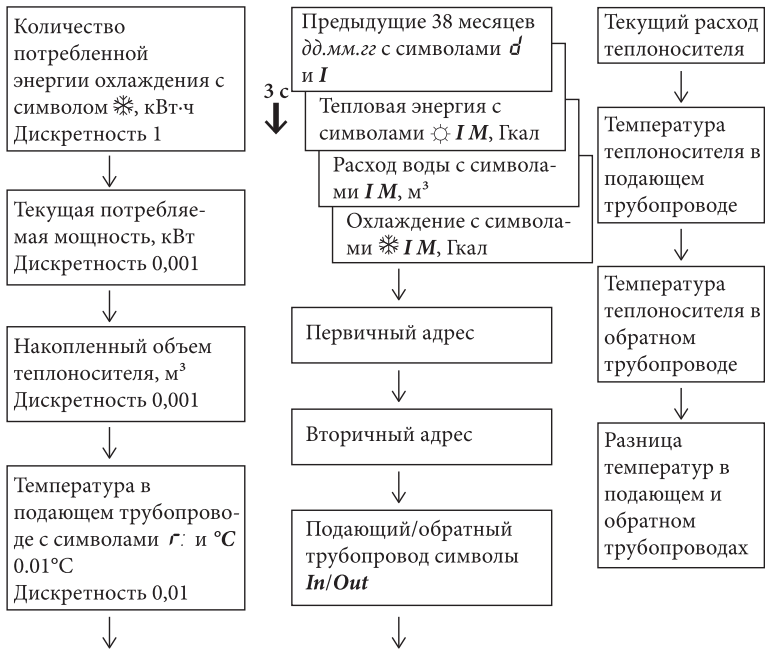 Количество
потребленной
энергии охлаждения с
символом ❄, кВт·ч
Дискретность 1
Текущая потребляе-
мая мощность, кВт
Дискретность 0,001
Накопленный объем
теплоносителя, м³
Дискретность 0,001
Температура в
подающем трубопрово-
де с символами r: и °C
0.01°C
Дискретность 0,01
3 с
Предыдущие 38 месяцев
дд.мм.гг с символами d
и I
Тепловая энергия с
символами ☼ I M, Гкал
Расход воды с символа-
ми I M, м³
Охлаждение с символа-
ми ❄ I M, Гкал
Первичный адрес
Вторичный адрес
Подающий/обратный
трубопровод символы
In/Out
Текущий расход
теплоносителя
Температура
теплоносителя в
подающем
трубопроводе
Температура
теплоносителя в
обратном
трубопроводе
Разница
температур в
подающем и
обратном
трубопроводах